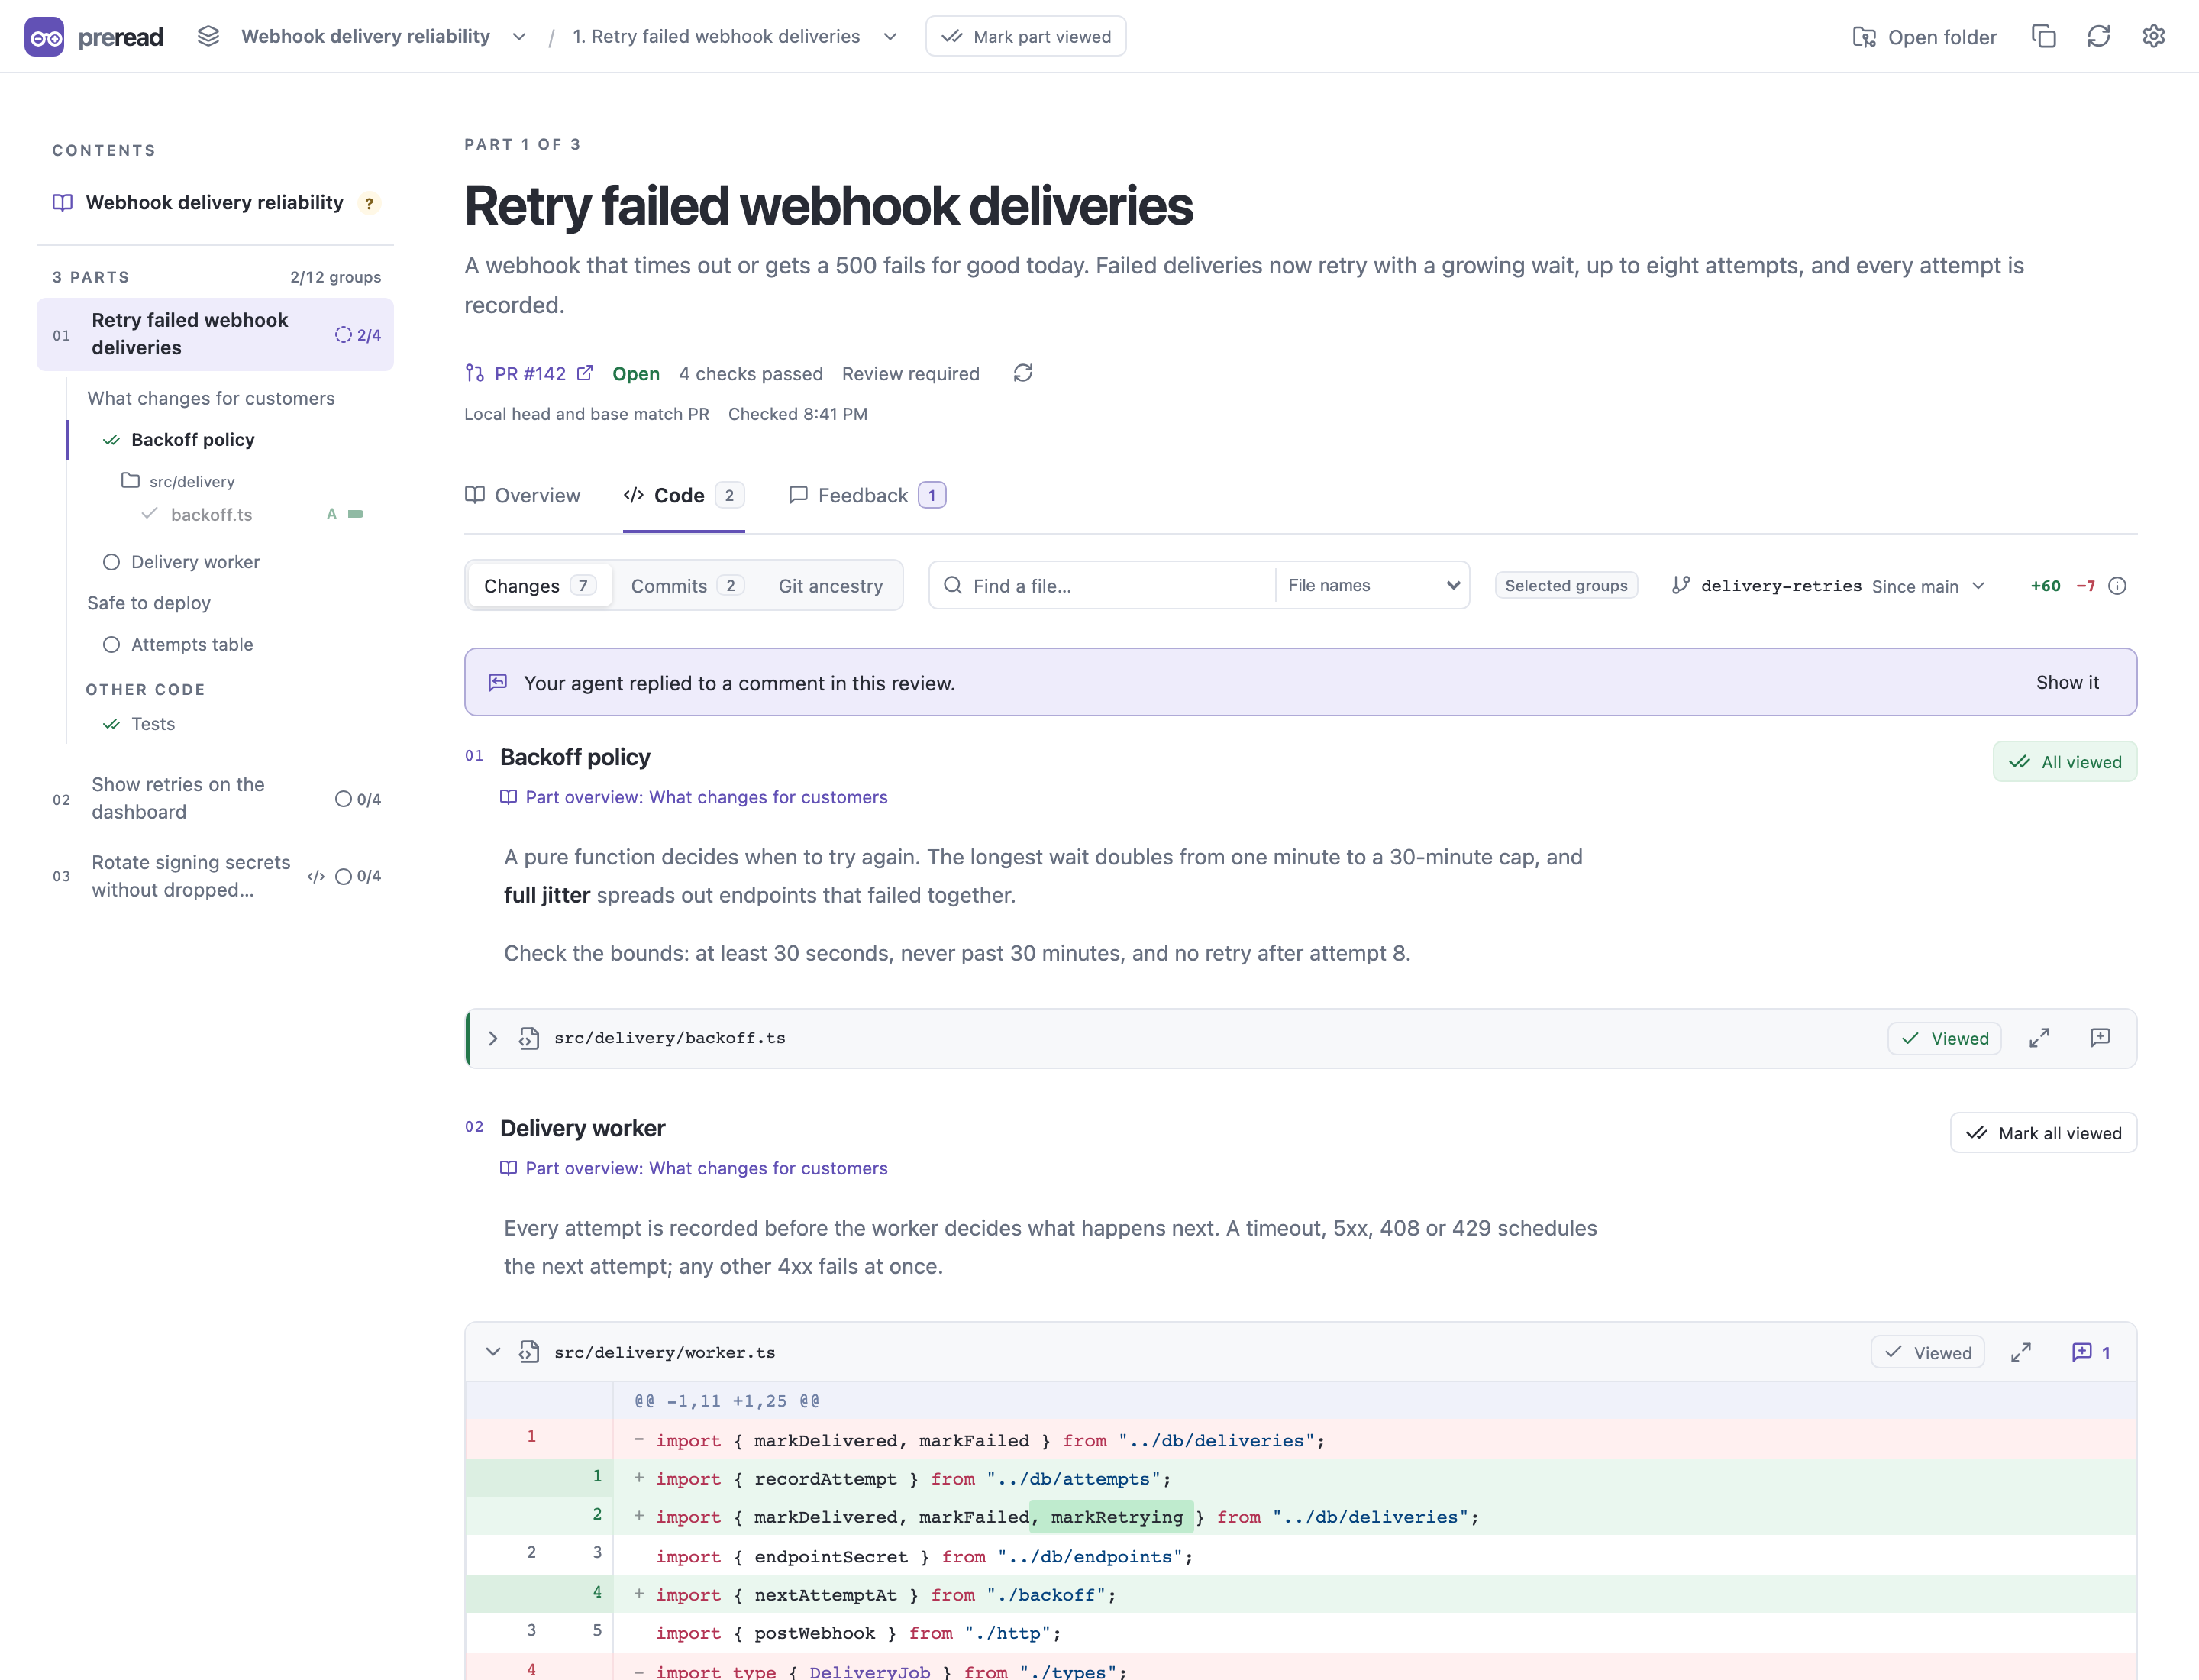 preread
Webhook delivery reliability / 1. Retry failed webhook deliveries
Mark part viewed
Open folder
CONTENTS
Webhook delivery reliability ?
3 PARTS 2/12 groups
01 Retry failed webhook deliveries 2/4
What changes for customers
Backoff policy
src/delivery
backoff.ts A
Delivery worker
Safe to deploy
Attempts table
OTHER CODE
Tests
02 Show retries on the dashboard 0/4
03 Rotate signing secrets without dropped... 0/4
PART 1 OF 3
Retry failed webhook deliveries
A webhook that times out or gets a 500 fails for good today. Failed deliveries now retry with a growing wait, up to eight attempts, and every attempt is
recorded.
PR #142 Open 4 checks passed Review required
Local head and base match PR Checked 8:41 PM
Overview Code 2 Feedback 1
Changes 7 Commits 2 Git ancestry Find a file... File names Selected groups delivery-retries Since main +60 −7
Your agent replied to a comment in this review. Show it
01 Backoff policy All viewed
Part overview: What changes for customers
A pure function decides when to try again. The longest wait doubles from one minute to a 30-minute cap, and
full jitter spreads out endpoints that failed together.
Check the bounds: at least 30 seconds, never past 30 minutes, and no retry after attempt 8.
src/delivery/backoff.ts Viewed
02 Delivery worker Mark all viewed
Part overview: What changes for customers
Every attempt is recorded before the worker decides what happens next. A timeout, 5xx, 408 or 429 schedules
the next attempt; any other 4xx fails at once.
src/delivery/worker.ts Viewed 1
@@ −1,11 +1,25 @@
1 − import { markDelivered, markFailed } from "../db/deliveries";
1 + import { recordAttempt } from "../db/attempts";
2 + import { markDelivered, markFailed, markRetrying } from "../db/deliveries";
2 3 import { endpointSecret } from "../db/endpoints";
4 + import { nextAttemptAt } from "./backoff";
3 5 import { postWebhook } from "./http";
4 − import type { DeliveryJob } from "./types";